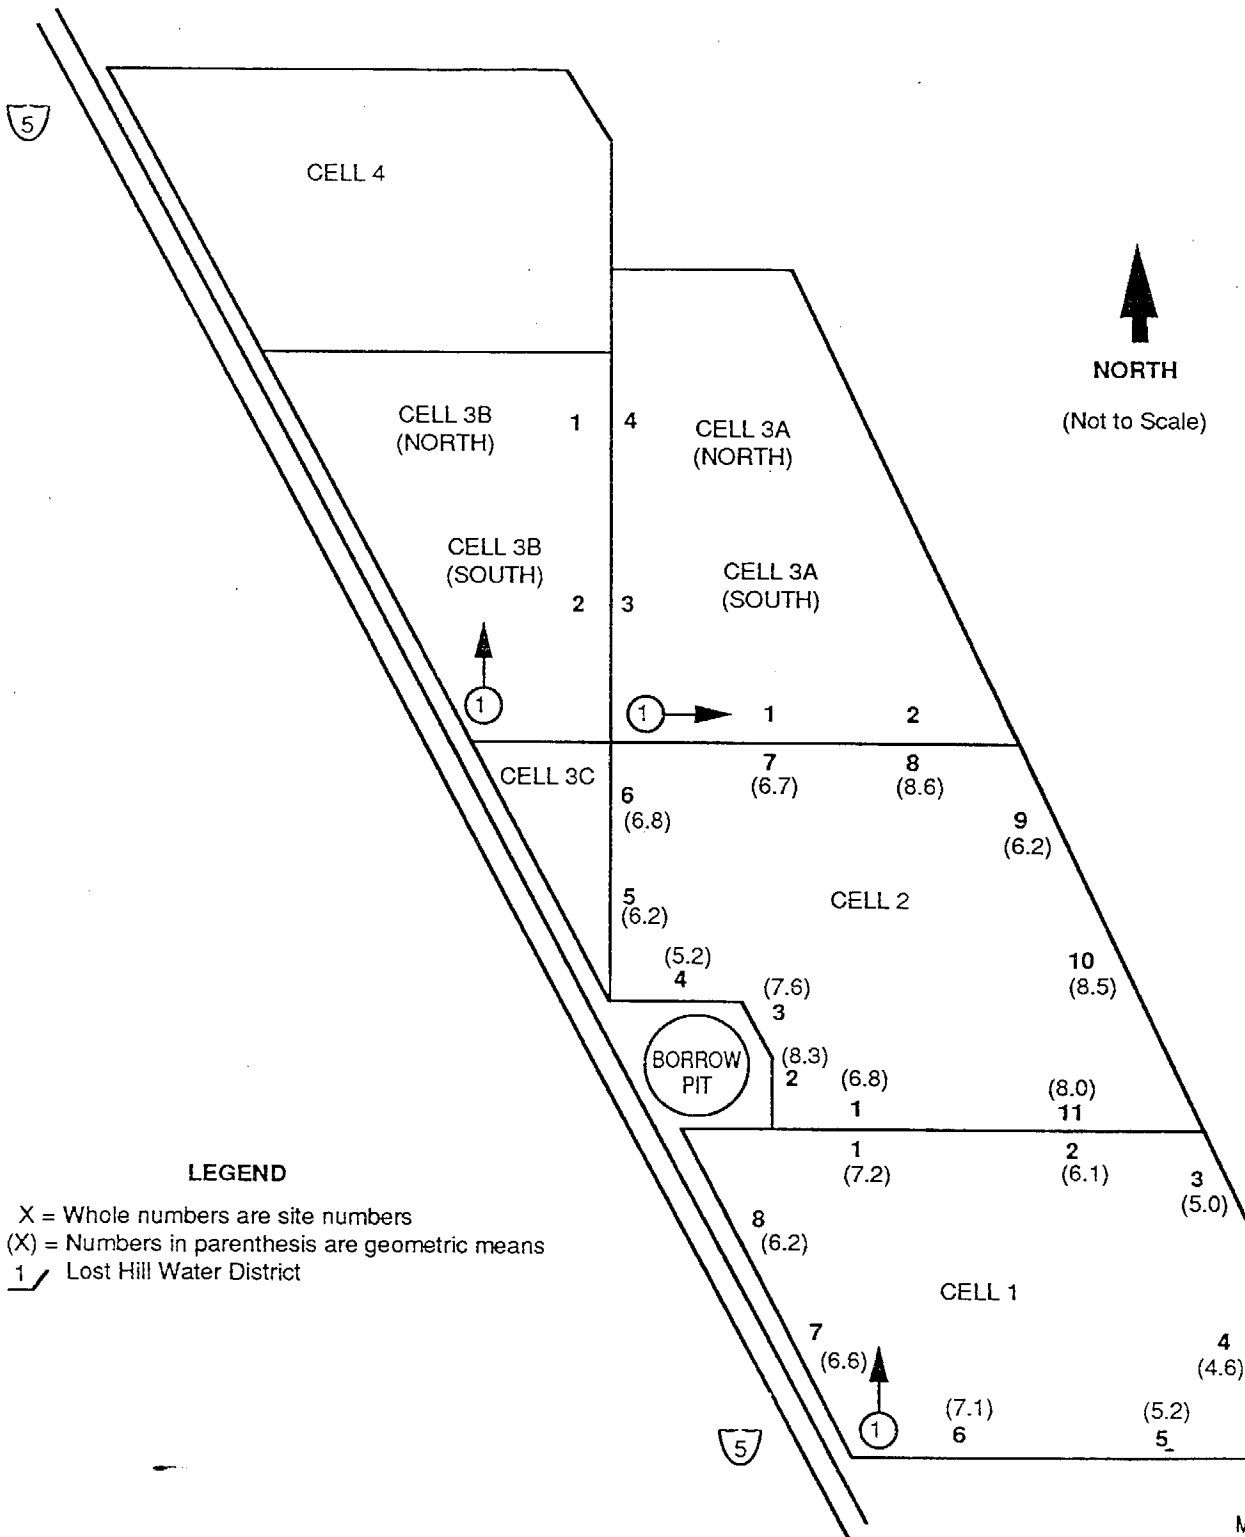 5
CELL 4
NORTH
(Not to Scale)
CELL 3B
(NORTH)
1
4
CELL 3A
(NORTH)
CELL 3B
(SOUTH)
2
3
CELL 3A
(SOUTH)
1
1
1
2
CELL 3C
7
(6.7)
8
(8.6)
6
(6.8)
9
(6.2)
5
(6.2)
CELL 2
(5.2)
4
(7.6)
3
10
(8.5)
BORROW
PIT
(8.3)
2
(6.8)
1
(8.0)
11
1
(7.2)
2
(6.1)
3
(5.0)
LEGEND
X = Whole numbers are site numbers
(X) = Numbers in parenthesis are geometric means
1 Lost Hill Water District
8
(6.2)
CELL 1
7
(6.6)
4
(4.6)
1
(7.1)
6
(5.2)
5
5